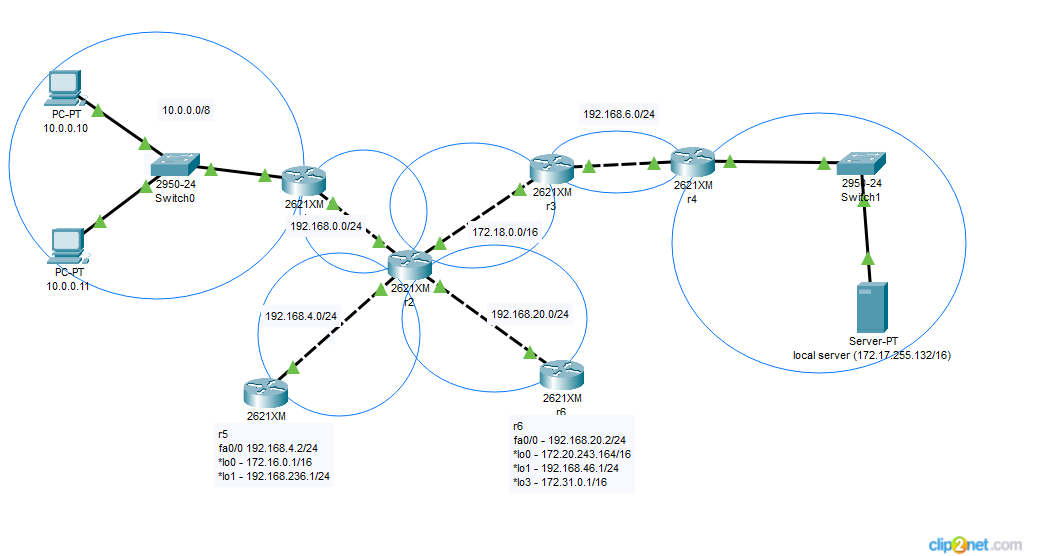 PC-PT
10.0.0.10
10.0.0.0/8
2950-24
Switch0
PC-PT
10.0.0.11
2621XM
192.168.0.0/24
192.168.6.0/24
2621XM
r3
2621XM
r4
2950-24
Switch1
172.18.0.0/16
2621XM
r2
192.168.4.0/24
192.168.20.0/24
Server-PT
local server (172.17.255.132/16)
2621XM
r5
fa0/0 192.168.4.2/24
*lo0 - 172.16.0.1/16
*lo1 - 192.168.236.1/24
2621XM
r6
r6
fa0/0 - 192.168.20.2/24
*lo0 - 172.20.243.164/16
*lo1 - 192.168.46.1/24
*lo3 - 172.31.0.1/16
clip2net.com